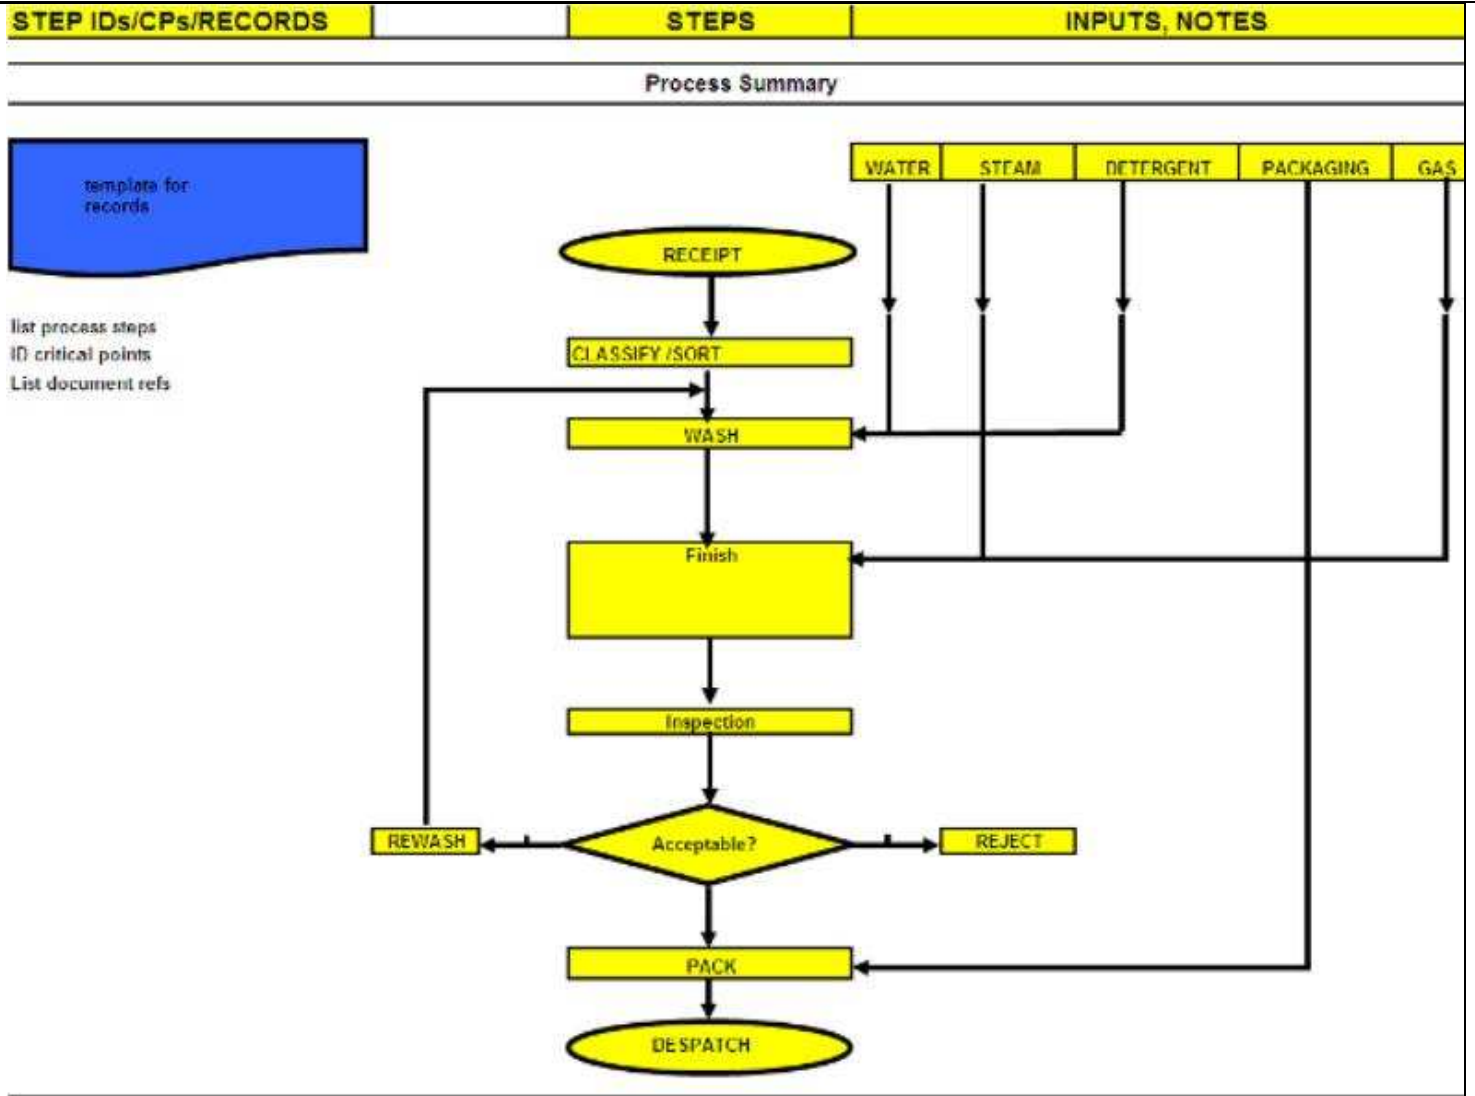 STEP IDs/CPs/RECORDS STEPS INPUTS, NOTES
Process Summary
template for
records
WATER STEAM DETERGENT PACKAGING GAS
RECEIPT
list process steps
ID critical points
List document refs
CLASSIFY /SORT
WASH
Finish
Inspection
REWASH Acceptable? REJECT
PACK
DESPATCH